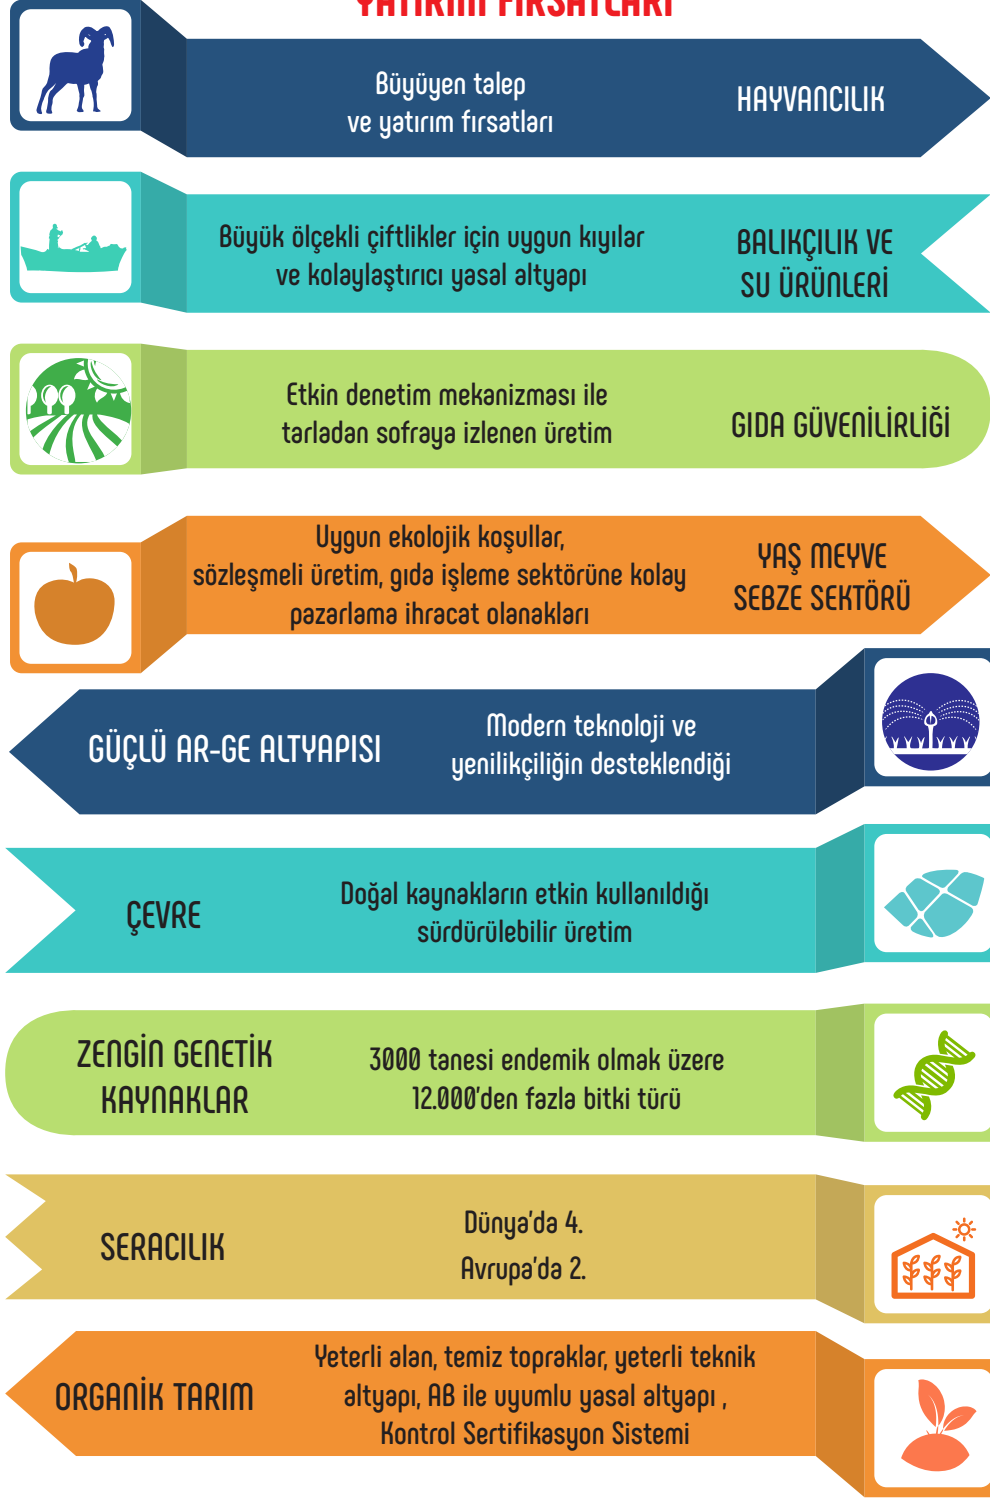 YATIRIM FIRSATLARI
Büyüyen talep
ve yatırım fırsatları
HAYVANCILIK
Büyük ölçekli çiftlikler için uygun kıyılar
ve kolaylaştırıcı yasal altyapı
BALIKÇILIK VE
SU ÜRÜNLERİ
Etkin denetim mekanizması ile
tarladan sofraya izlenen üretim
GIDA GÜVENİLİRLİĞİ
Uygun ekolojik koşullar,
sözleşmeli üretim, gıda işleme sektörüne kolay
pazarlama ihracat olanakları
YAŞ MEYVE
SEBZE SEKTÖRÜ
GÜÇLÜ AR-GE ALTYAPISI
Modern teknoloji ve
yenilikçiliğin desteklendiği
ÇEVRE
Doğal kaynakların etkin kullanıldığı
sürdürülebilir üretim
ZENGİN GENETİK
KAYNAKLAR
3000 tanesi endemik olmak üzere
12.000'den fazla bitki türü
SERACILIK
Dünya'da 4.
Avrupa'da 2.
ORGANİK TARIM
Yeterli alan, temiz topraklar, yeterli teknik
altyapı, AB ile uyumlu yasal altyapı ,
Kontrol Sertifikasyon Sistemi